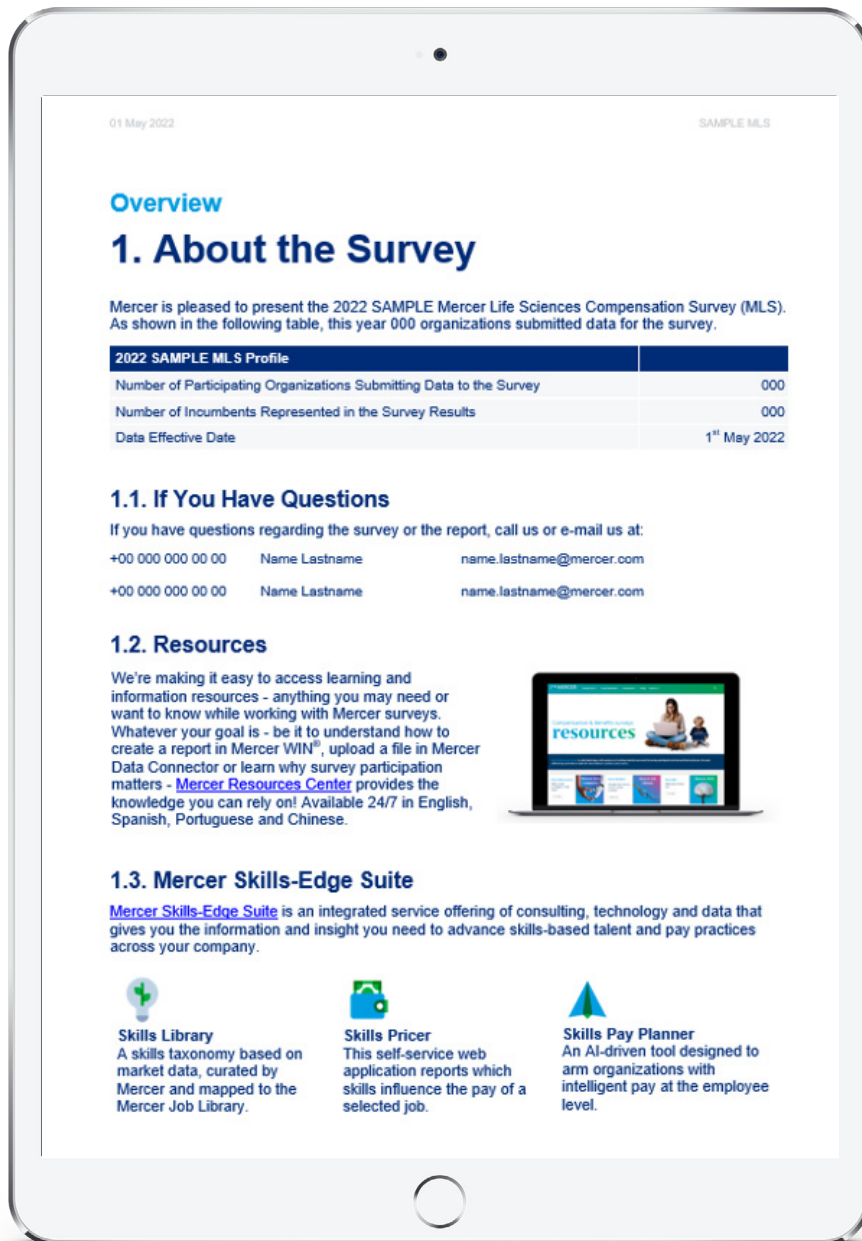 01 May 2022
SAMPLE MLS
Overview
1. About the Survey
Mercer is pleased to present the 2022 SAMPLE Mercer Life Sciences Compensation Survey (MLS).
As shown in the following table, this year 000 organizations submitted data for the survey.
2022 SAMPLE MLS Profile
Number of Participating Organizations Submitting Data to the Survey 000
Number of Incumbents Represented in the Survey Results 000
Data Effective Date 1st May 2022
1.1. If You Have Questions
If you have questions regarding the survey or the report, call us or e-mail us at:
+00 000 000 00 00 Name Lastname name.lastname@mercer.com
+00 000 000 00 00 Name Lastname name.lastname@mercer.com
1.2. Resources
We're making it easy to access learning and
information resources - anything you may need or
want to know while working with Mercer surveys.
Whatever your goal is - be it to understand how to
create a report in Mercer WIN®, upload a file in Mercer
Data Connector or learn why survey participation
matters - Mercer Resources Center provides the
knowledge you can rely on! Available 24/7 in English,
Spanish, Portuguese and Chinese.
Compensation & Benefits surveys
resources
1.3. Mercer Skills-Edge Suite
Mercer Skills-Edge Suite is an integrated service offering of consulting, technology and data that
gives you the information and insight you need to advance skills-based talent and pay practices
across your company.
Skills Library
A skills taxonomy based on
market data, curated by
Mercer and mapped to the
Mercer Job Library.
Skills Pricer
This self-service web
application reports which
skills influence the pay of a
selected job.
Skills Pay Planner
An AI-driven tool designed to
arm organizations with
intelligent pay at the employee
level.